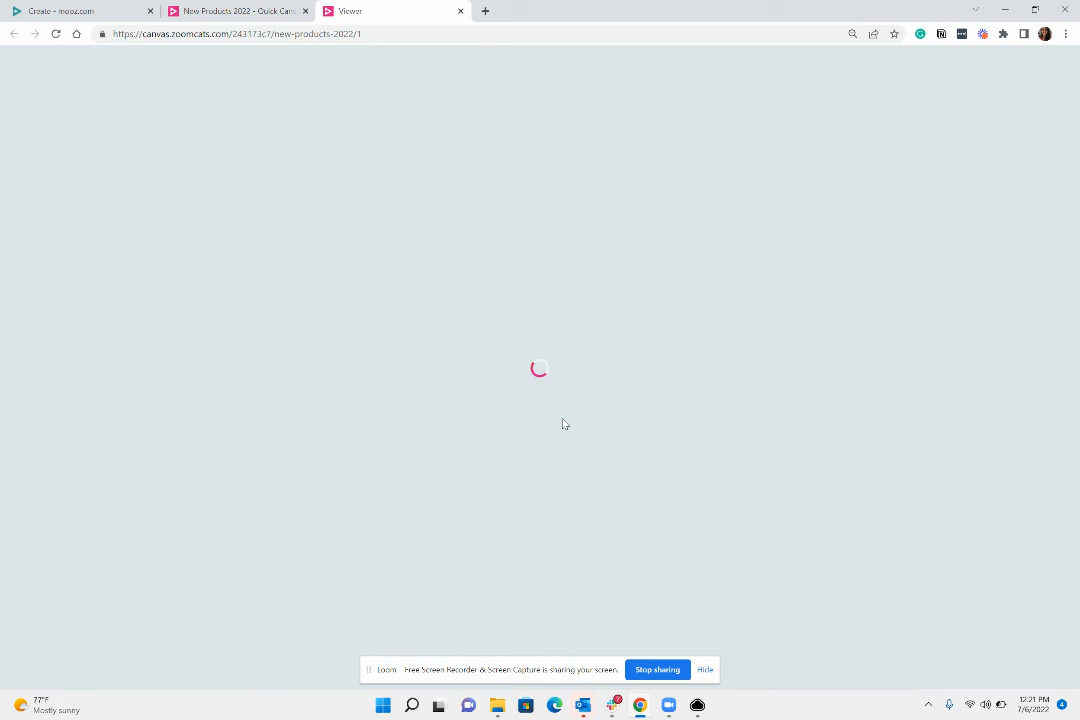 Create - mooz.com
New Products 2022 - Quick Canv
Viewer
https://canvas.zoomcats.com/243173c7/new-products-2022/1
Loom Free Screen Recorder & Screen Capture is sharing your screen.
Stop sharing
Hide
77°F
Mostly sunny
7
12:21 PM
7/6/2022
4